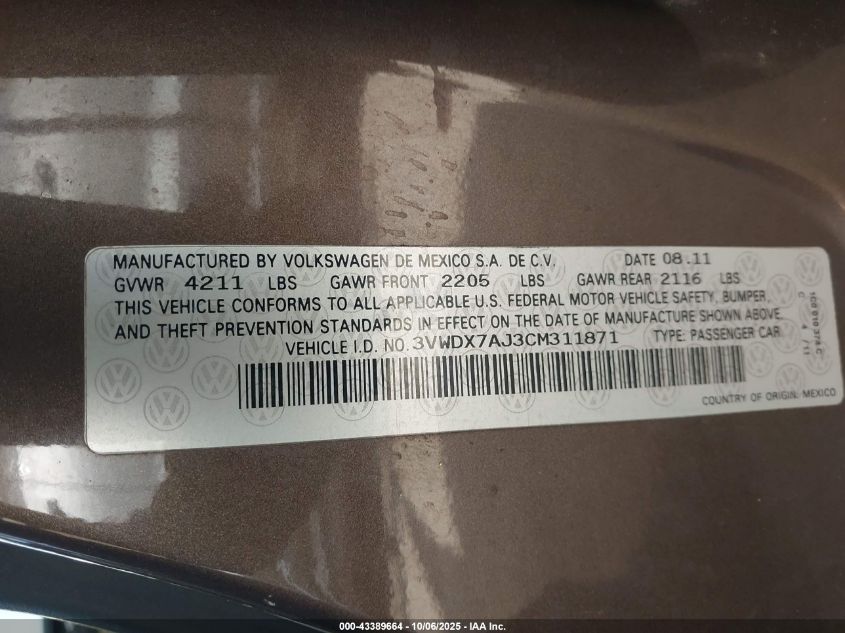 MANUFACTURED BY VOLKSWAGEN DE MEXICO S.A. DE C.V. DATE 08.11
GVWR 4211 LBS GAWR FRONT 2205 LBS GAWR REAR 2116 LBS
THIS VEHICLE CONFORMS TO ALL APPLICABLE U.S. FEDERAL MOTOR VEHICLE SAFETY, BUMPER,
AND THEFT PREVENTION STANDARDS IN EFFECT ON THE DATE OF MANUFACTURE SHOWN ABOVE.
VEHICLE I.D. NO. 3VWDX7AJ3CM311871 TYPE: PASSENGER CAR
COUNTRY OF ORIGIN: MEXICO
000-43389664 - 10/06/2025 - IAA Inc.